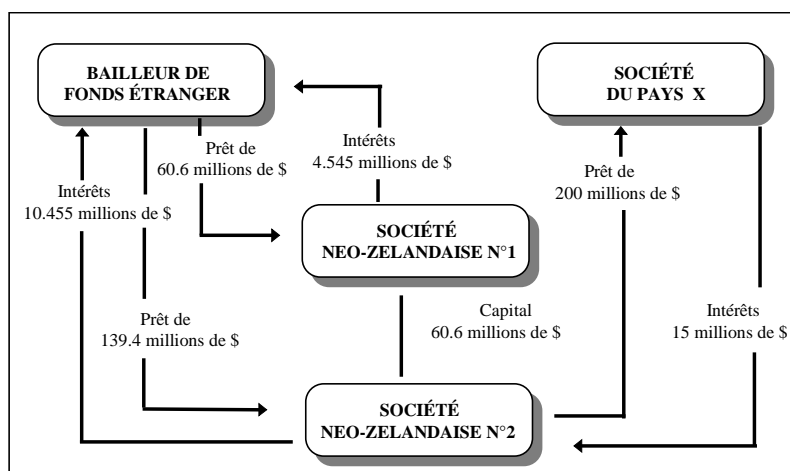 BAILLEUR DE
FONDS ÉTRANGER
SOCIÉTÉ
DU PAYS X
Prêt de
60.6 millions de $
Intérêts
4.545 millions de $
Prêt de
200 millions de $
Intérêts
10.455 millions de $
SOCIÉTÉ
NEO-ZELANDAISE N°1
Prêt de
139.4 millions de $
Capital
60.6 millions de $
Intérêts
15 millions de $
SOCIÉTÉ
NEO-ZELANDAISE N°2